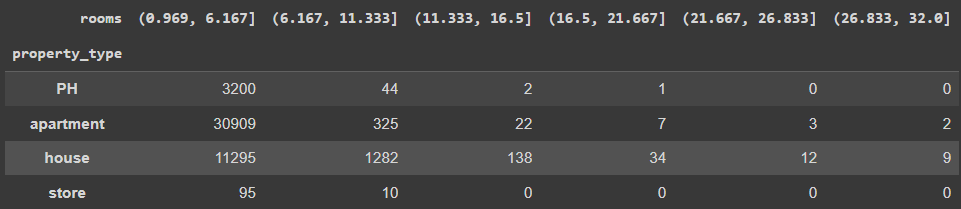 rooms (0.969, 6.167] (6.167, 11.333] (11.333, 16.5] (16.5, 21.667] (21.667, 26.833] (26.833, 32.0]
property_type
PH 3200 44 2 1 0 0
apartment 30909 325 22 7 3 2
house 11295 1282 138 34 12 9
store 95 10 0 0 0 0